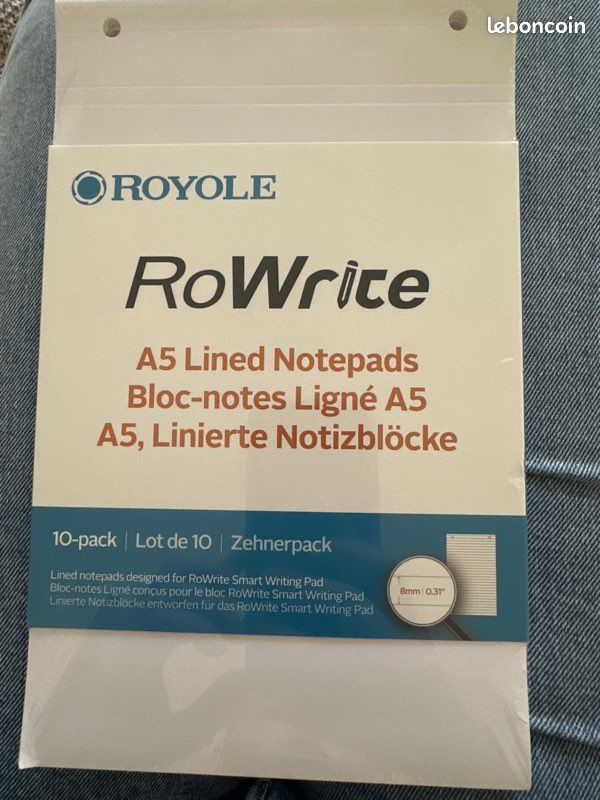 leboncoin
ROYOLE
RoWrite
A5 Lined Notepads
Bloc-notes Ligné A5
A5, Linierte Notizblöcke
10-pack | Lot de 10 | Zehnerpack
Lined notepads designed for RoWrite Smart Writing Pad
Bloc-notes Ligné conçus pour le bloc RoWrite Smart Writing Pad
Linierte Notizblöcke entworfen für das RoWrite Smart Writing Pad
8mm | 0.31"